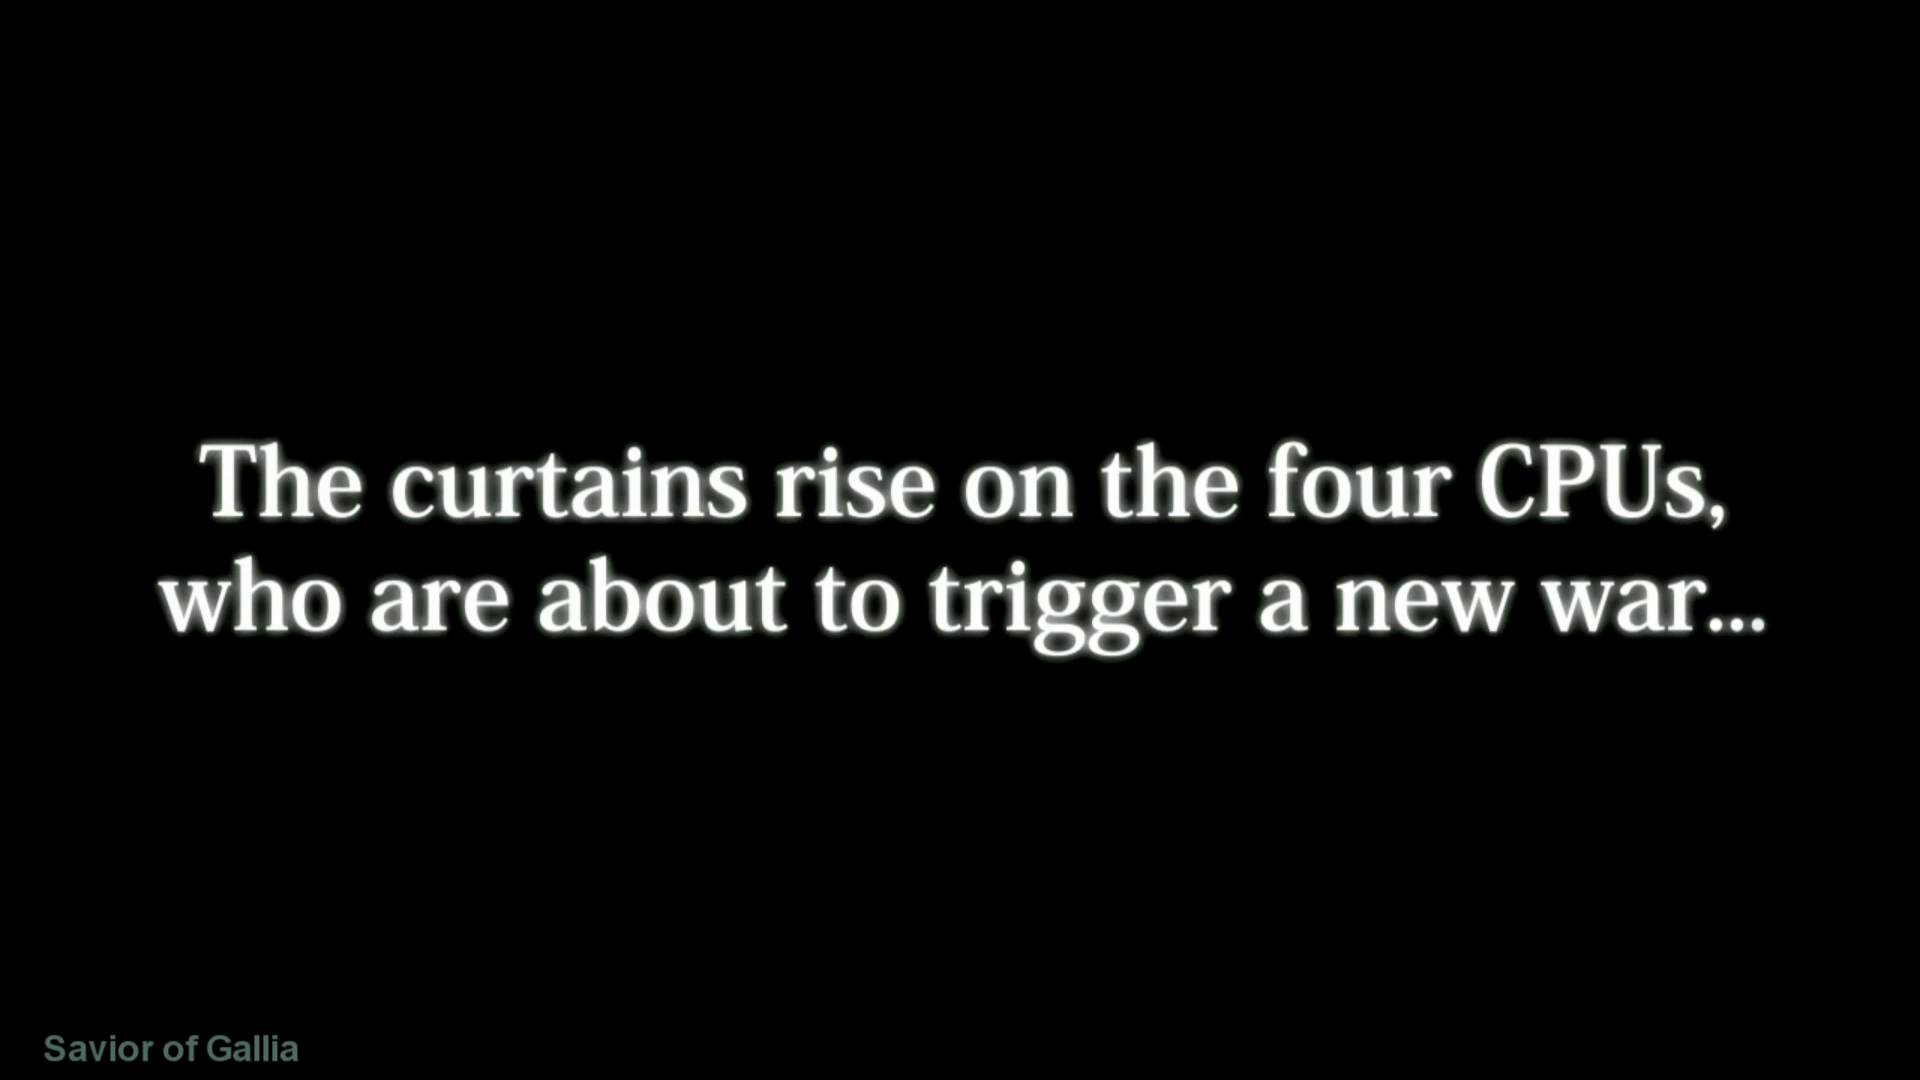 The curtains rise on the four CPUs,
who are about to trigger a new war...
Savior of Gallia